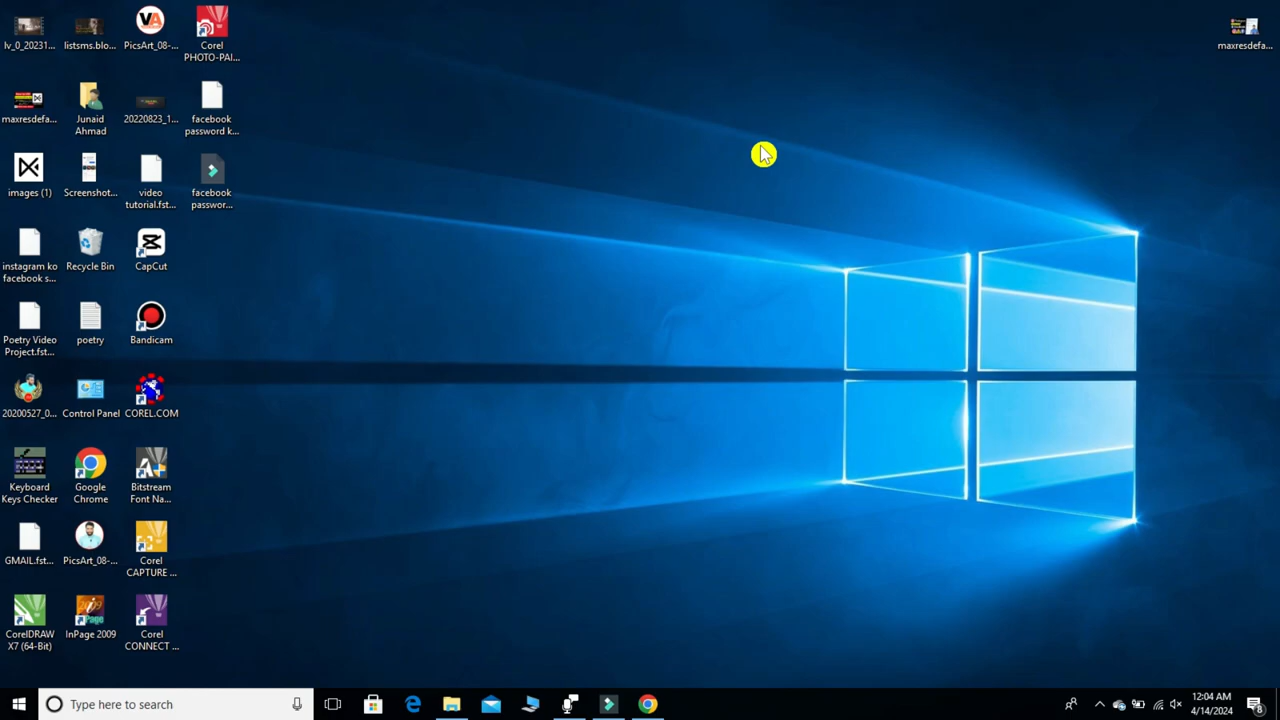 lv_0_20231...
listsms.blo...
PicsArt_08-...
Corel
PHOTO-PAI...
maxresdefa...
maxresdefa...
Junaid
Ahmad
20220823_1...
facebook
password k...
images (1)
Screenshot...
video
tutorial.fst...
facebook
passwor...
instagram ko
facebook s...
Recycle Bin
CapCut
Poetry Video
Project.fst...
poetry
Bandicam
20200527_0...
Control Panel
COREL.COM
Keyboard
Keys Checker
Google
Chrome
Bitstream
Font Na...
GMAIL.fst...
PicsArt_08-...
Corel
CAPTURE ...
CorelDRAW
X7 (64-Bit)
InPage 2009
Corel
CONNECT ...
Type here to search
12:04 AM
4/14/2024
8